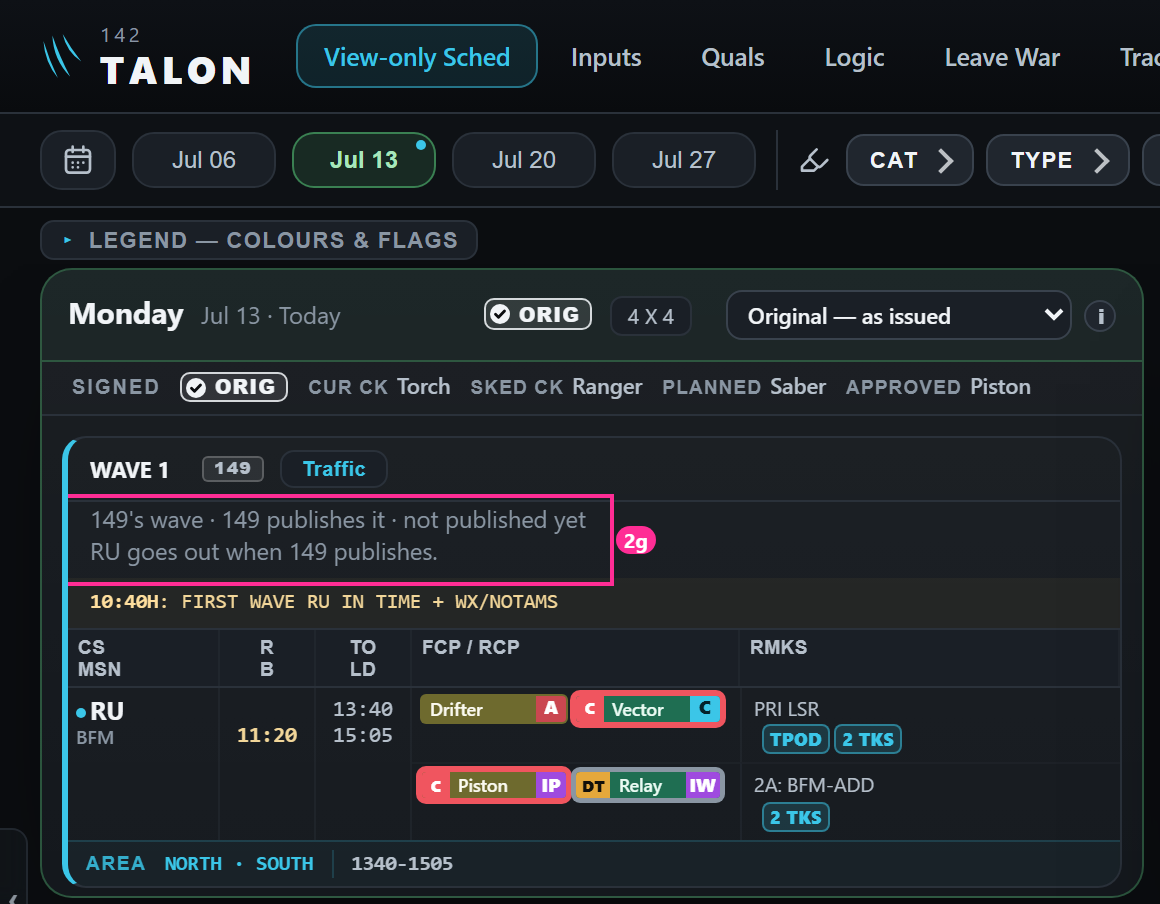 142
TALON
View-only Sched
Inputs
Quals
Logic
Leave War
Jul 06
Jul 13
Jul 20
Jul 27
CAT
TYPE
LEGEND — COLOURS & FLAGS
Monday Jul 13 · Today
ORIG
4 X 4
Original — as issued
i
SIGNED ORIG CUR CK Torch SKED CK Ranger PLANNED Saber APPROVED Piston
WAVE 1 149 Traffic
149's wave · 149 publishes it · not published yet
RU goes out when 149 publishes.
2g
10:40H: FIRST WAVE RU IN TIME + WX/NOTAMS
CS R TO FCP / RCP RMKS
MSN B LD
RU 13:40 Drifter A C Vector C PRI LSR
BFM 11:20 15:05 TPOD 2 TKS
C Piston IP DT Relay IW 2A: BFM-ADD
2 TKS
AREA NORTH · SOUTH 1340-1505